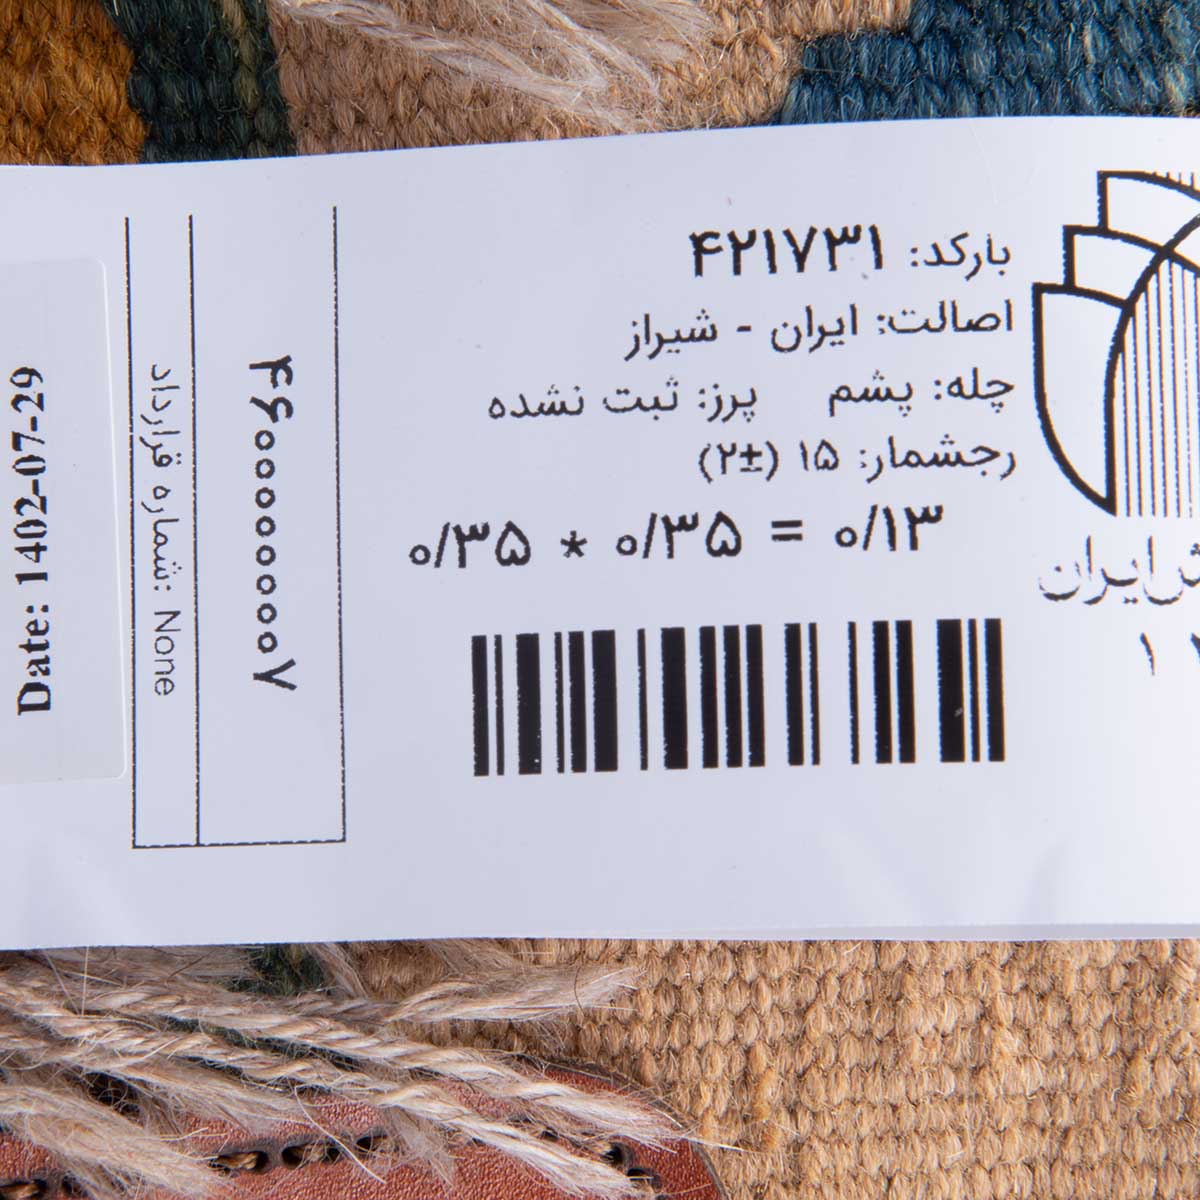 بارکد: ۴۲۱۷۳۱
اصالت: ایران - شیراز
چله: پشم پرز: ثبت نشده
رجشمار: ۱۵ (±۲)
۰/۳۵ * ۰/۳۵ = ۰/۱۳
ایران
۱
۴۶۰۰۰۰۰۰۰۷
شماره قرارداد: None
Date: 1402-07-29